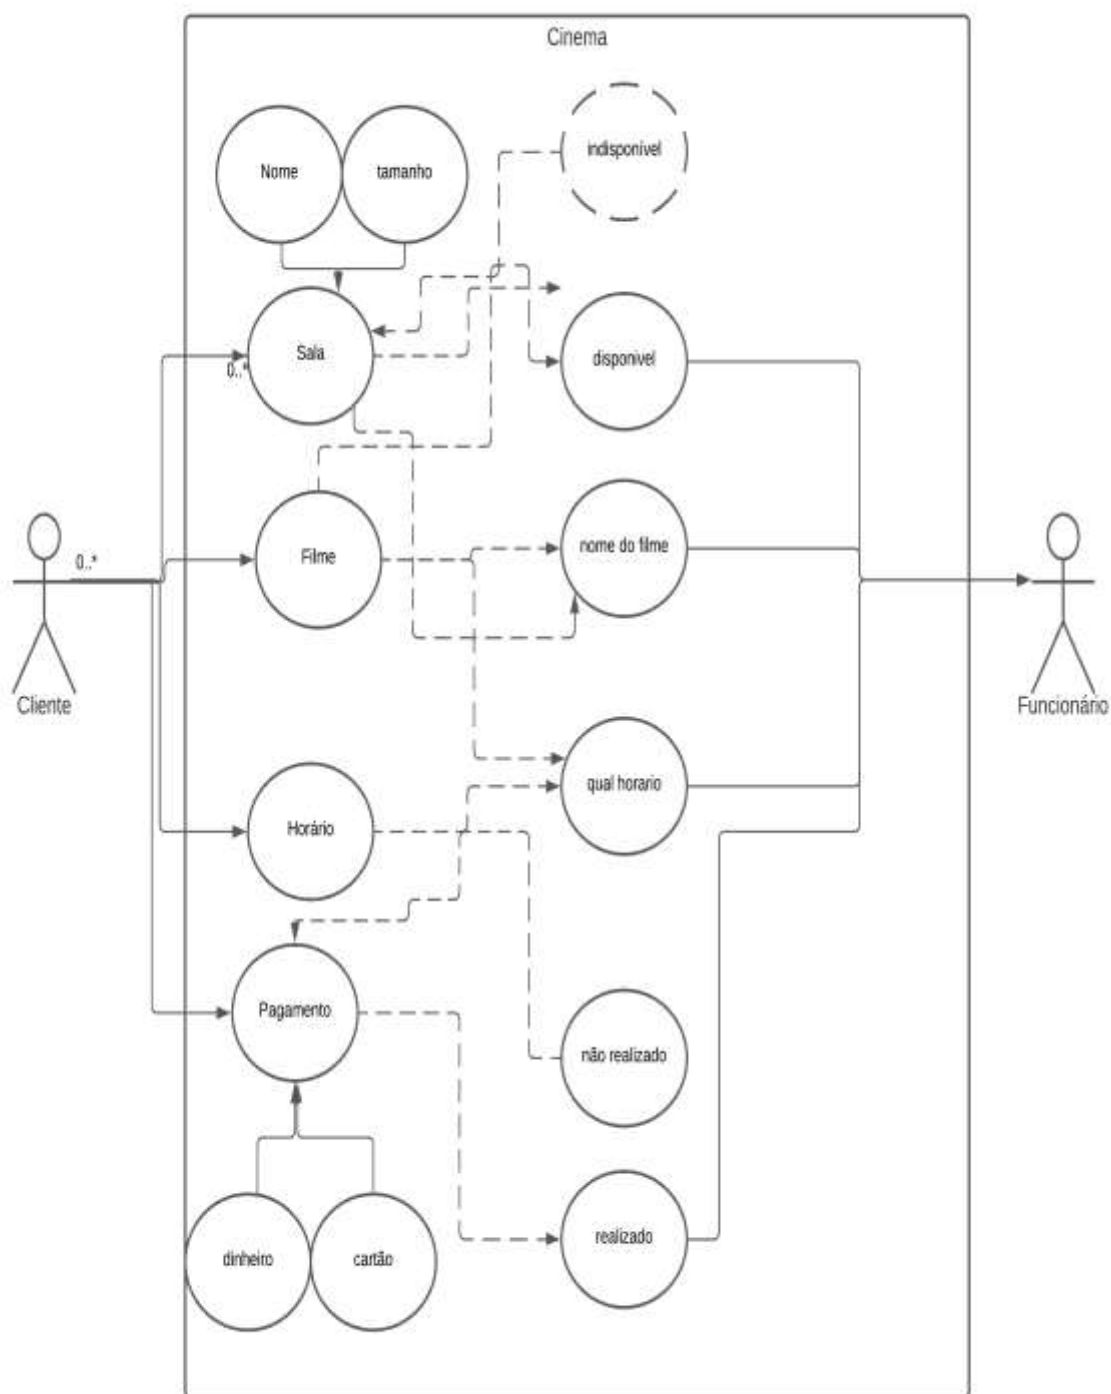 Cinema
Nome
tamanho
indisponivel
Sala
0..*
disponivel
0..*
Filme
nome do filme
Cliente
Funcionário
Horário
qual horario
Pagamento
não realizado
dinheiro
cartão
realizado